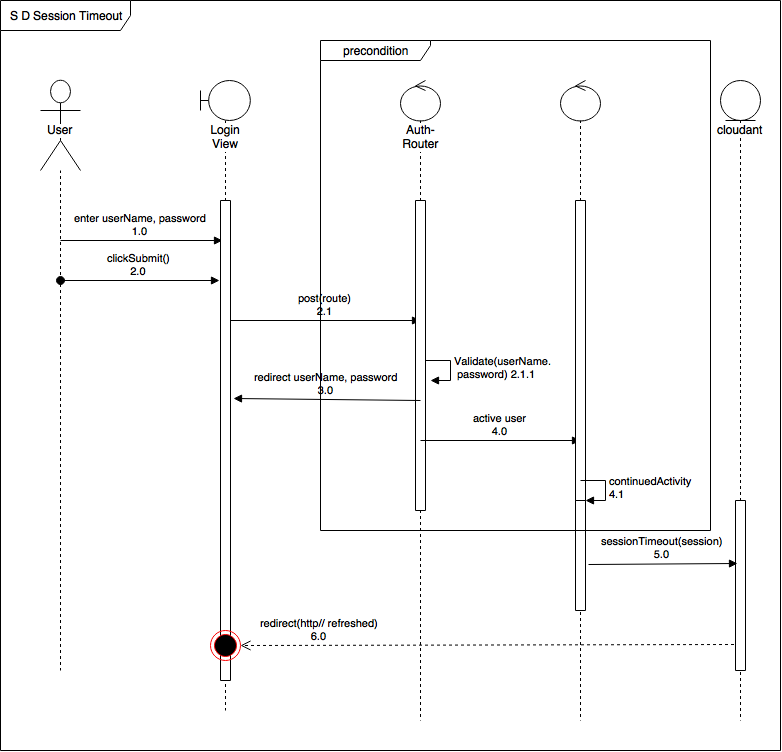 S D Session Timeout
precondition
User
Login
View
Auth-
Router
cloudant
enter userName, password
1.0
clickSubmit()
2.0
post(route)
2.1
Validate(userName.
password) 2.1.1
redirect userName, password
3.0
active user
4.0
continuedActivity
4.1
sessionTimeout(session)
5.0
redirect(http// refreshed)
6.0